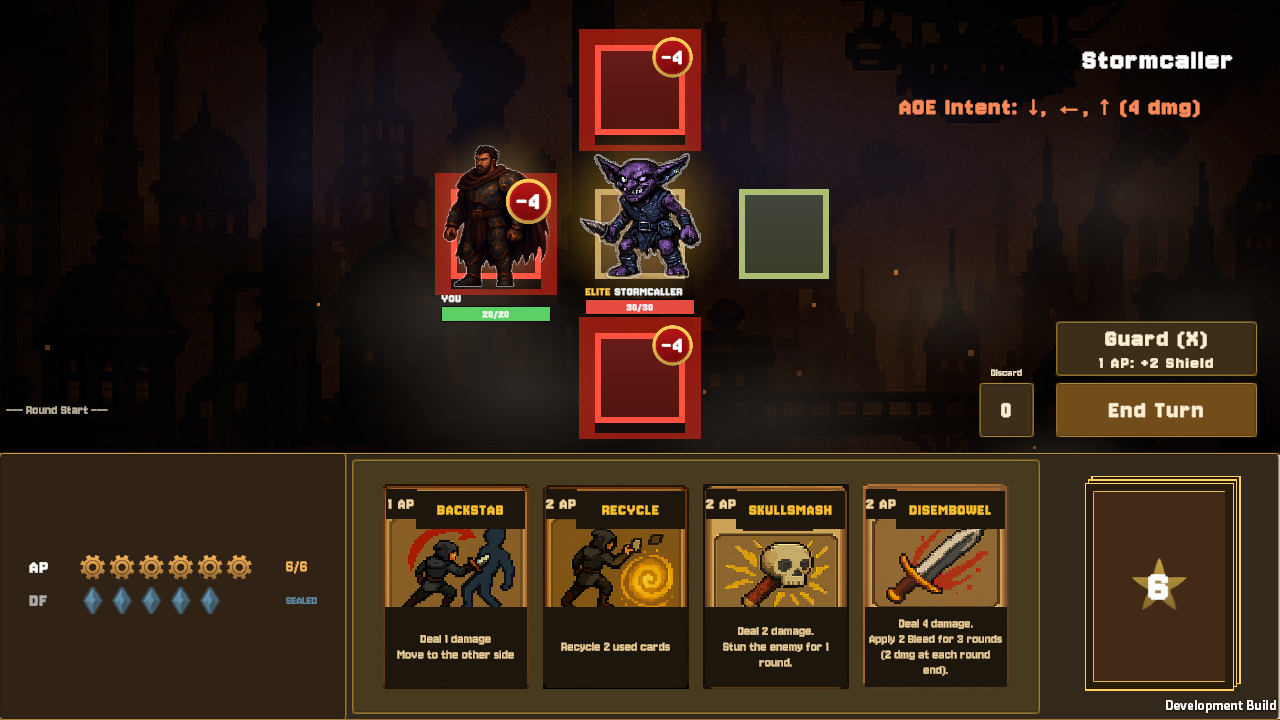 Stormcaller
AOE Intent: ↓, ←, ↑ (4 dmg)
-4
-4
-4
YOU
20/20
ELITE STORMCALLER
30/30
Guard (X)
1 AP: +2 Shield
Discard
0
End Turn
--- Round Start ---
AP
6/6
DF
SEALED
1 AP
BACKSTAB
Deal 1 damage
Move to the other side
2 AP
RECYCLE
Recycle 2 used cards
2 AP
SKULLSMASH
Deal 2 damage.
Stun the enemy for 1
round.
2 AP
DISEMBOWEL
Deal 4 damage.
Apply 2 Bleed for 3 rounds
(2 dmg at each round
end).
6
Development Build